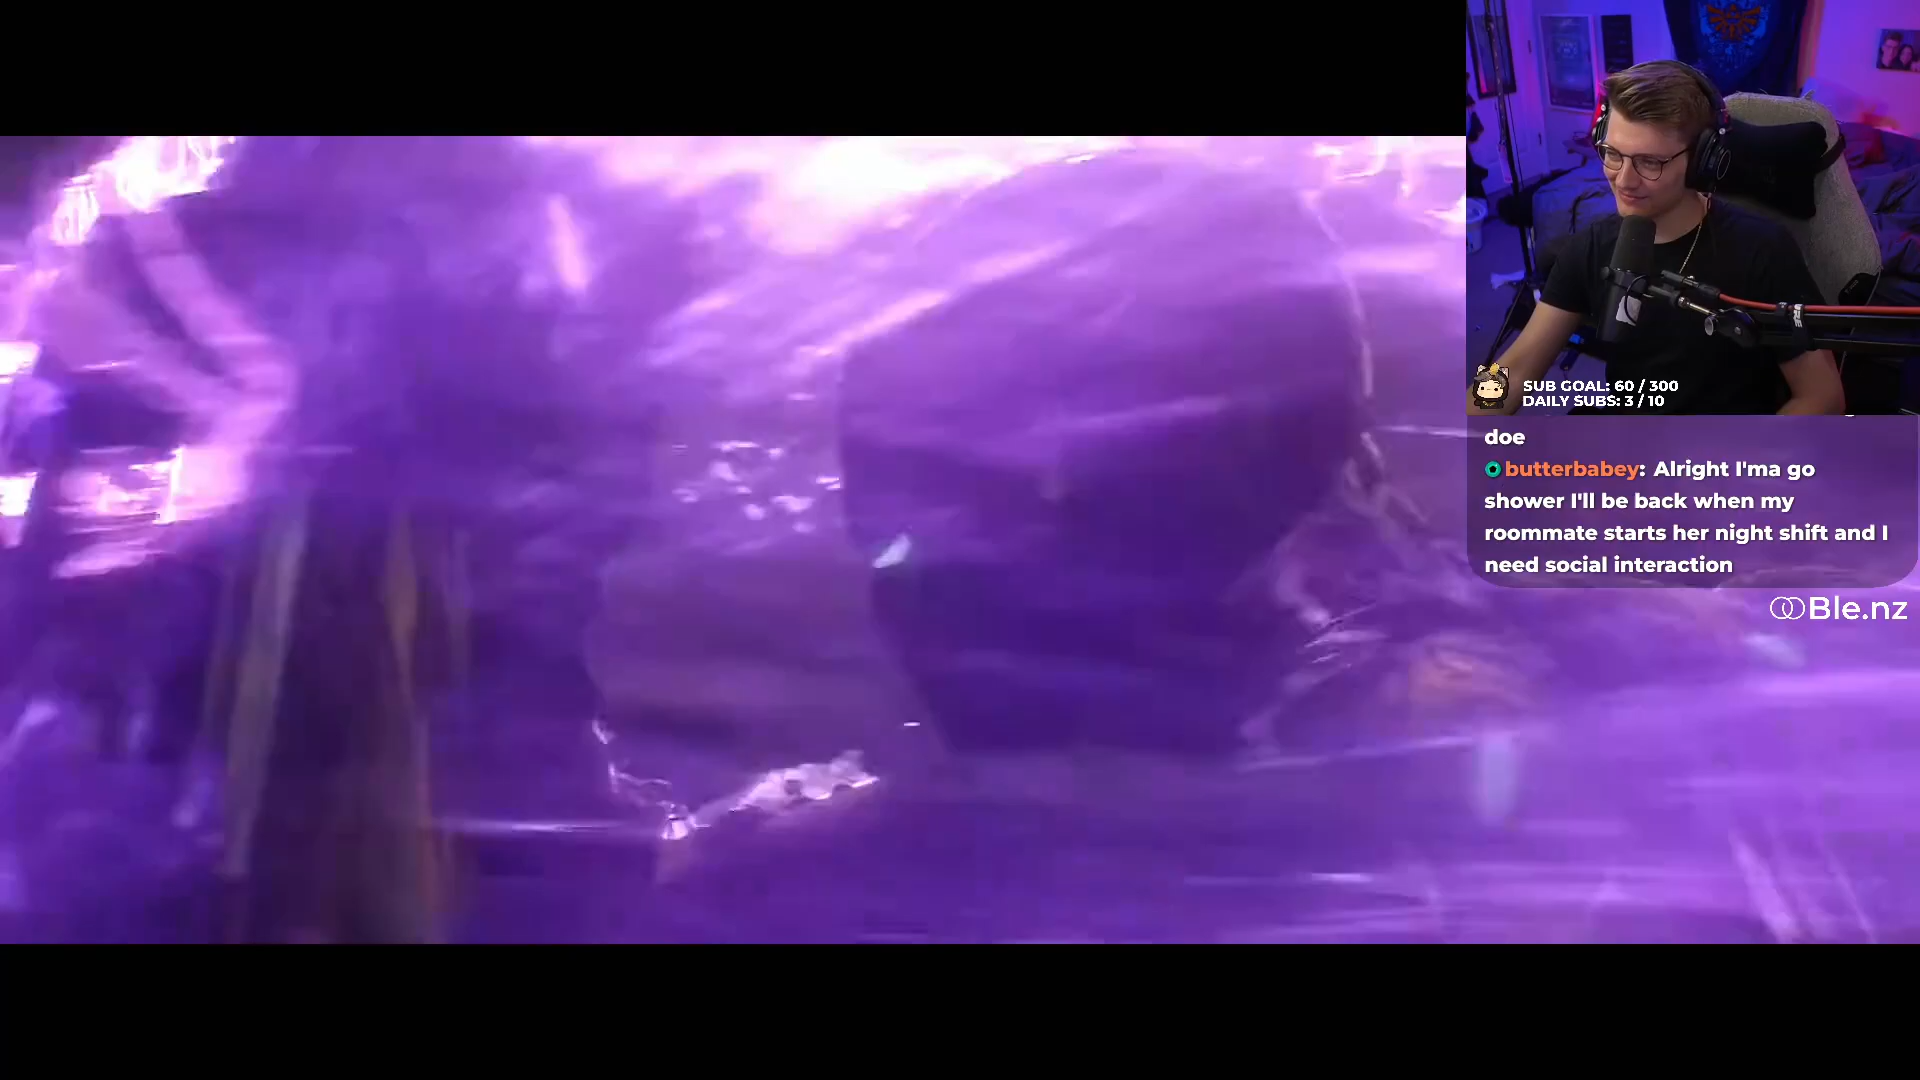 SUB GOAL: 60 / 300
DAILY SUBS: 3 / 10
doe
butterbabey: Alright I'ma go
shower I'll be back when my
roommate starts her night shift and I
need social interaction
Ble.nz